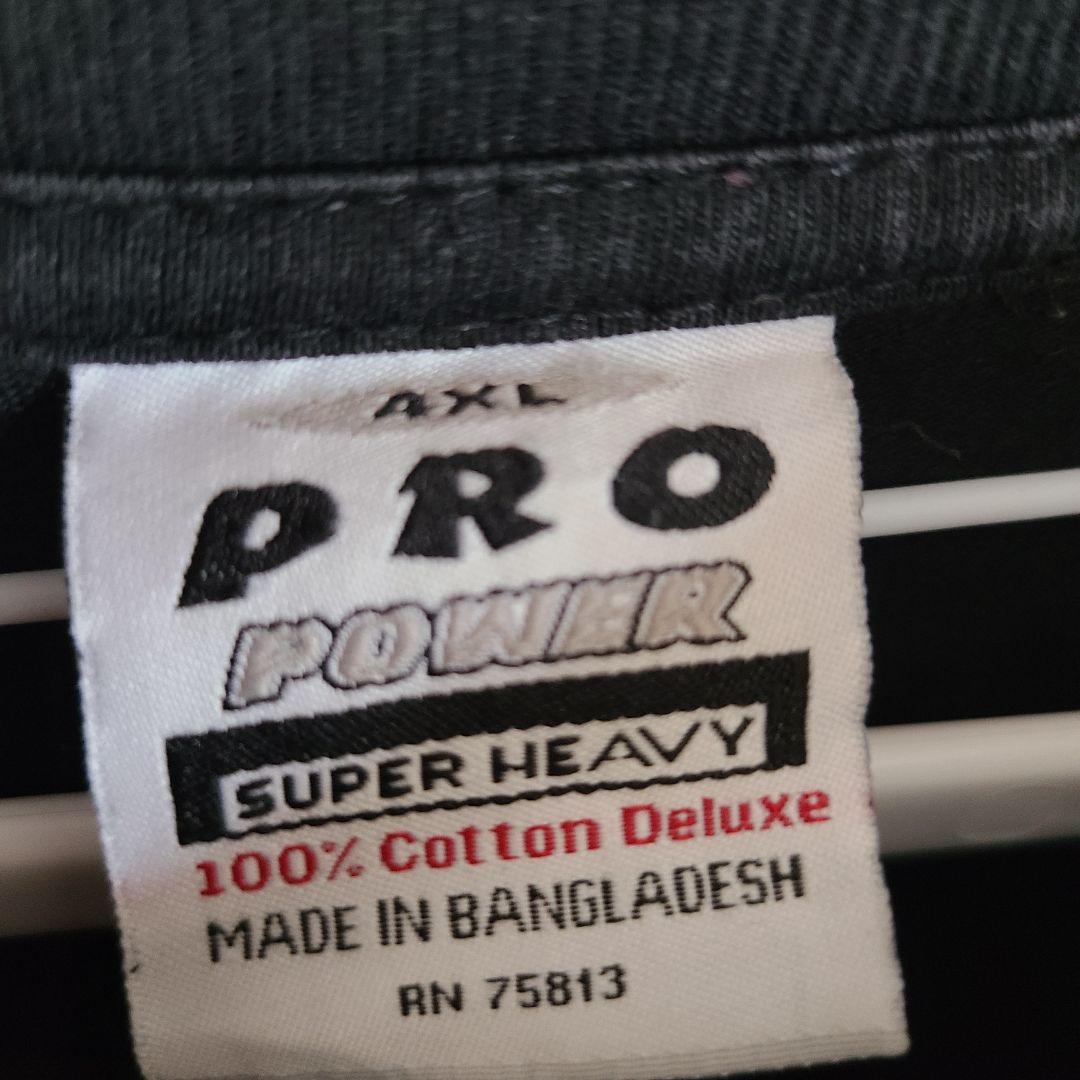 4XL
PRO
POWER
SUPER HEAVY
100% Cotton Deluxe
MADE IN BANGLADESH
RN 75813